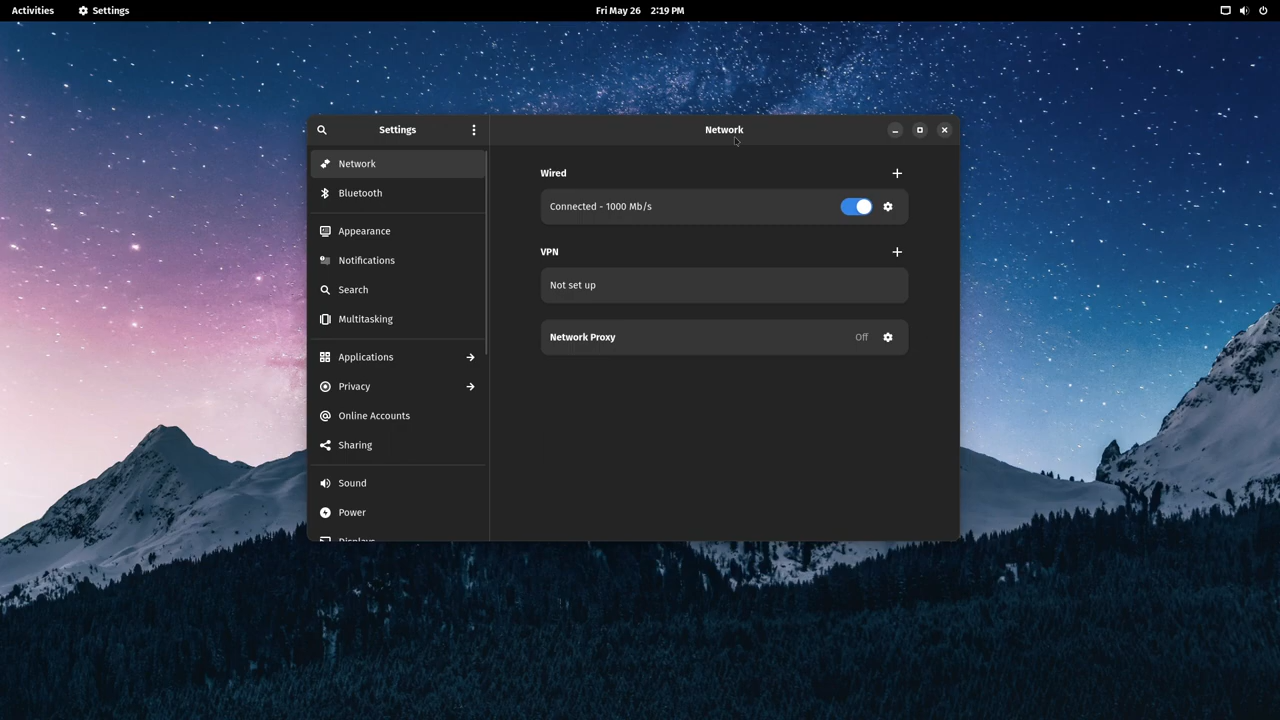 Activities
Settings
Fri May 26 2:19 PM
Settings
Network
Network
Bluetooth
Appearance
Notifications
Search
Multitasking
Applications
Privacy
Online Accounts
Sharing
Sound
Power
Displays
Wired
Connected - 1000 Mb/s
VPN
Not set up
Network Proxy Off